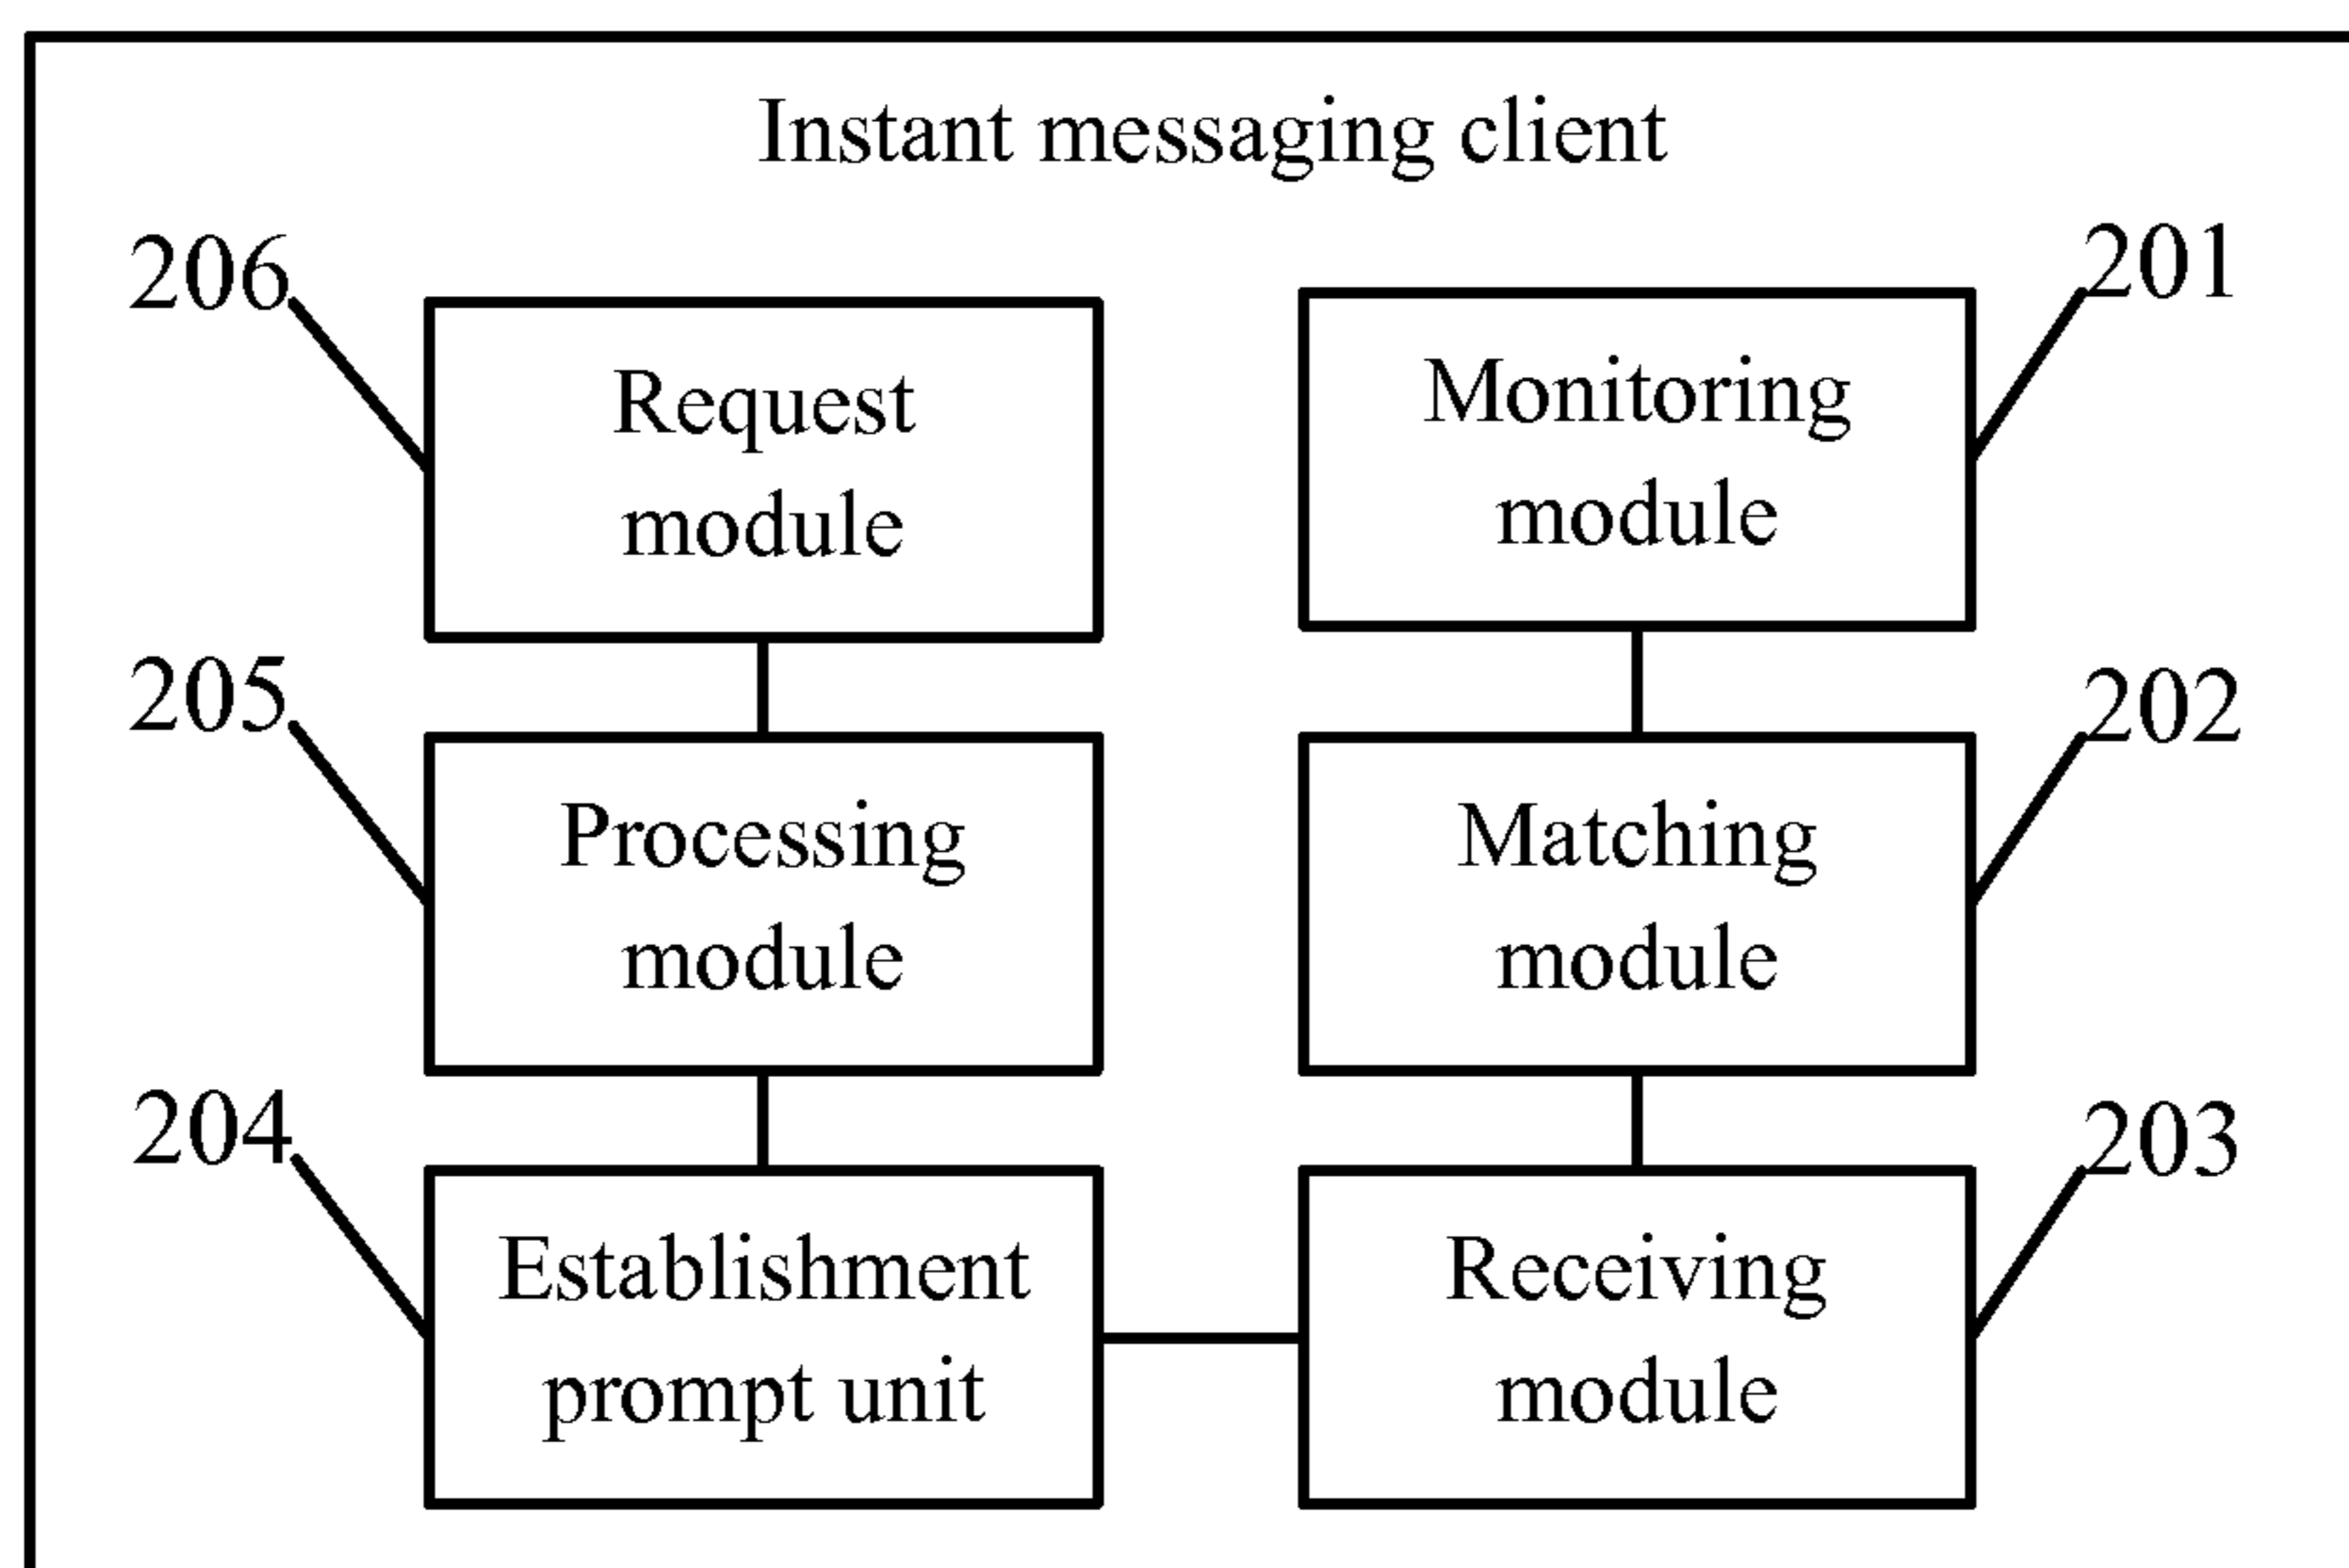 Instant messaging client
206
201
Request
module
Monitoring
module
205
202
Processing
module
Matching
module
204
203
Establishment
prompt unit
Receiving
module